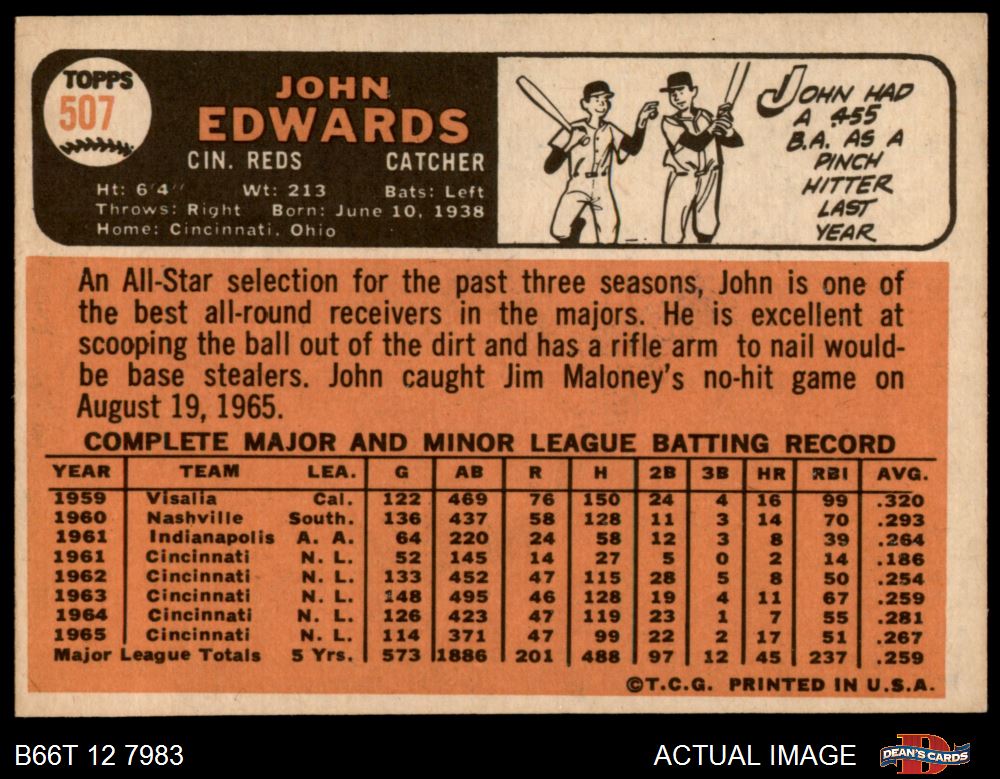 TOPPS
507
JOHN
EDWARDS
CIN. REDS CATCHER
Ht: 6'4" Wt: 213 Bats: Left
Throws: Right Born: June 10, 1938
Home: Cincinnati, Ohio
JOHN HAD
A .455
B.A. AS A
PINCH
HITTER
LAST
YEAR
An All-Star selection for the past three seasons, John is one of
the best all-round receivers in the majors. He is excellent at
scooping the ball out of the dirt and has a rifle arm to nail would-
be base stealers. John caught Jim Maloney's no-hit game on
August 19, 1965.
COMPLETE MAJOR AND MINOR LEAGUE BATTING RECORD
YEAR TEAM LEA. G AB R H 2B 3B HR RBI AVG.
1959 Visalia Cal. 122 469 76 150 24 4 16 99 .320
1960 Nashville South. 136 437 58 128 11 3 14 70 .293
1961 Indianapolis A. A. 64 220 24 58 12 3 8 39 .264
1961 Cincinnati N. L. 52 145 14 27 5 0 2 14 .186
1962 Cincinnati N. L. 133 452 47 115 28 5 8 50 .254
1963 Cincinnati N. L. 148 495 46 128 19 4 11 67 .259
1964 Cincinnati N. L. 126 423 47 119 23 1 7 55 .281
1965 Cincinnati N. L. 114 371 47 99 22 2 17 51 .267
Major League Totals 5 Yrs. 573 1886 201 488 97 12 45 237 .259
©T.C.G. PRINTED IN U.S.A.
B66T 12 7983 ACTUAL IMAGE DEAN'S CARDS